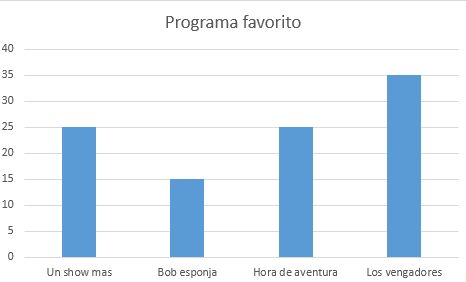 Programa favorito
40
35
30
25
20
15
10
5
0
Un show mas
Bob esponja
Hora de aventura
Los vengadores